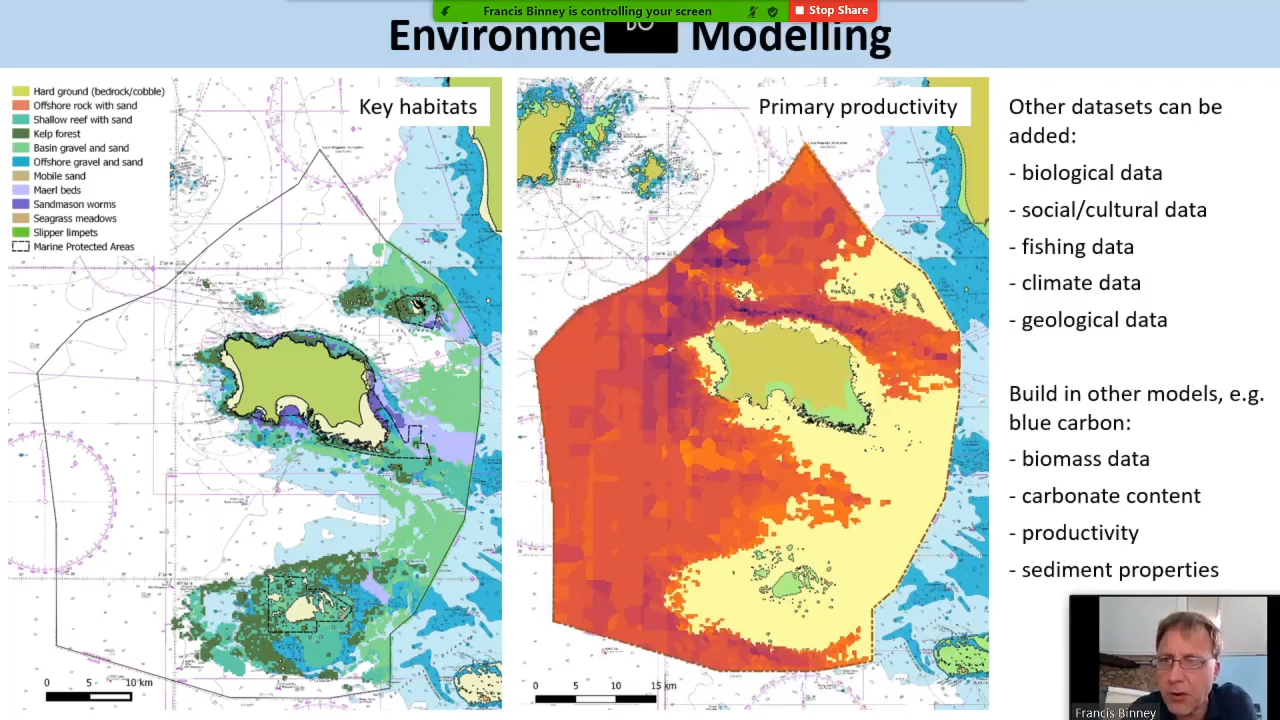 Francis Binney is controlling your screen
Stop Share
Environme
Modelling
Hard ground (bedrock/cobble)
Offshore rock with sand
Shallow reef with sand
Kelp forest
Basin gravel and sand
Offshore gravel and sand
Mobile sand
Maerl beds
Sandmason worms
Seagrass meadows
Slipper limpets
Marine Protected Areas
Key habitats
0 5 10 km
Primary productivity
0 5 10 15 km
Other datasets can be
added:
- biological data
- social/cultural data
- fishing data
- climate data
- geological data
Build in other models, e.g.
blue carbon:
- biomass data
- carbonate content
- productivity
- sediment properties
Francis Binney